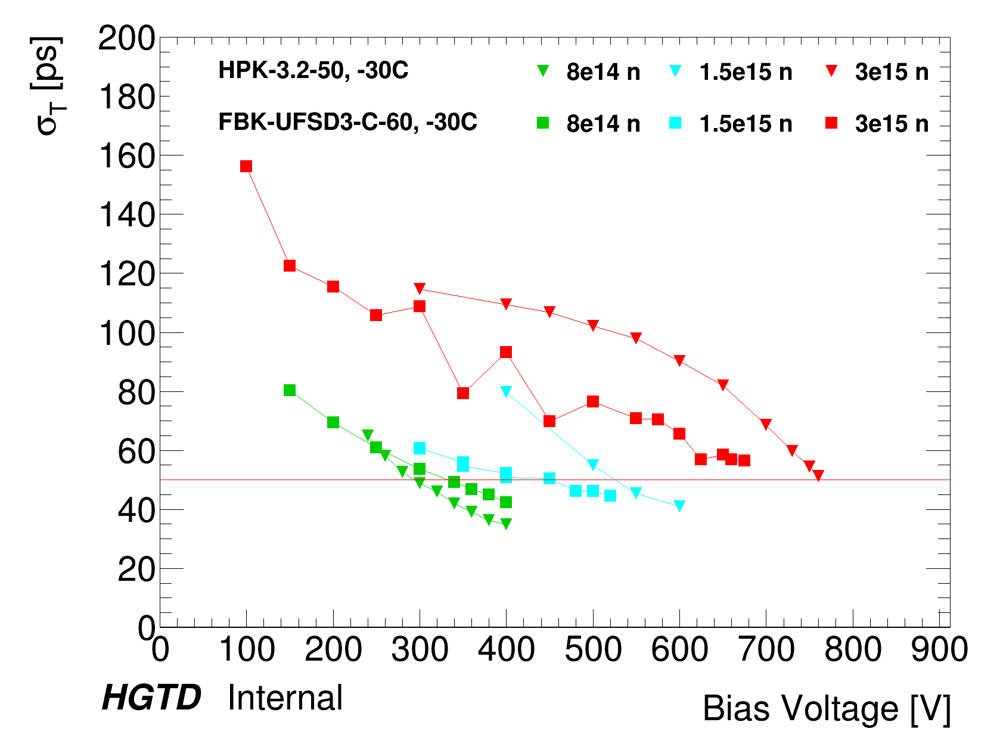 σT [ps]
200
180
160
140
120
100
80
60
40
20
0
HPK-3.2-50, -30C 8e14 n 1.5e15 n 3e15 n
FBK-UFSD3-C-60, -30C 8e14 n 1.5e15 n 3e15 n
0 100 200 300 400 500 600 700 800 900
HGTD Internal
Bias Voltage [V]